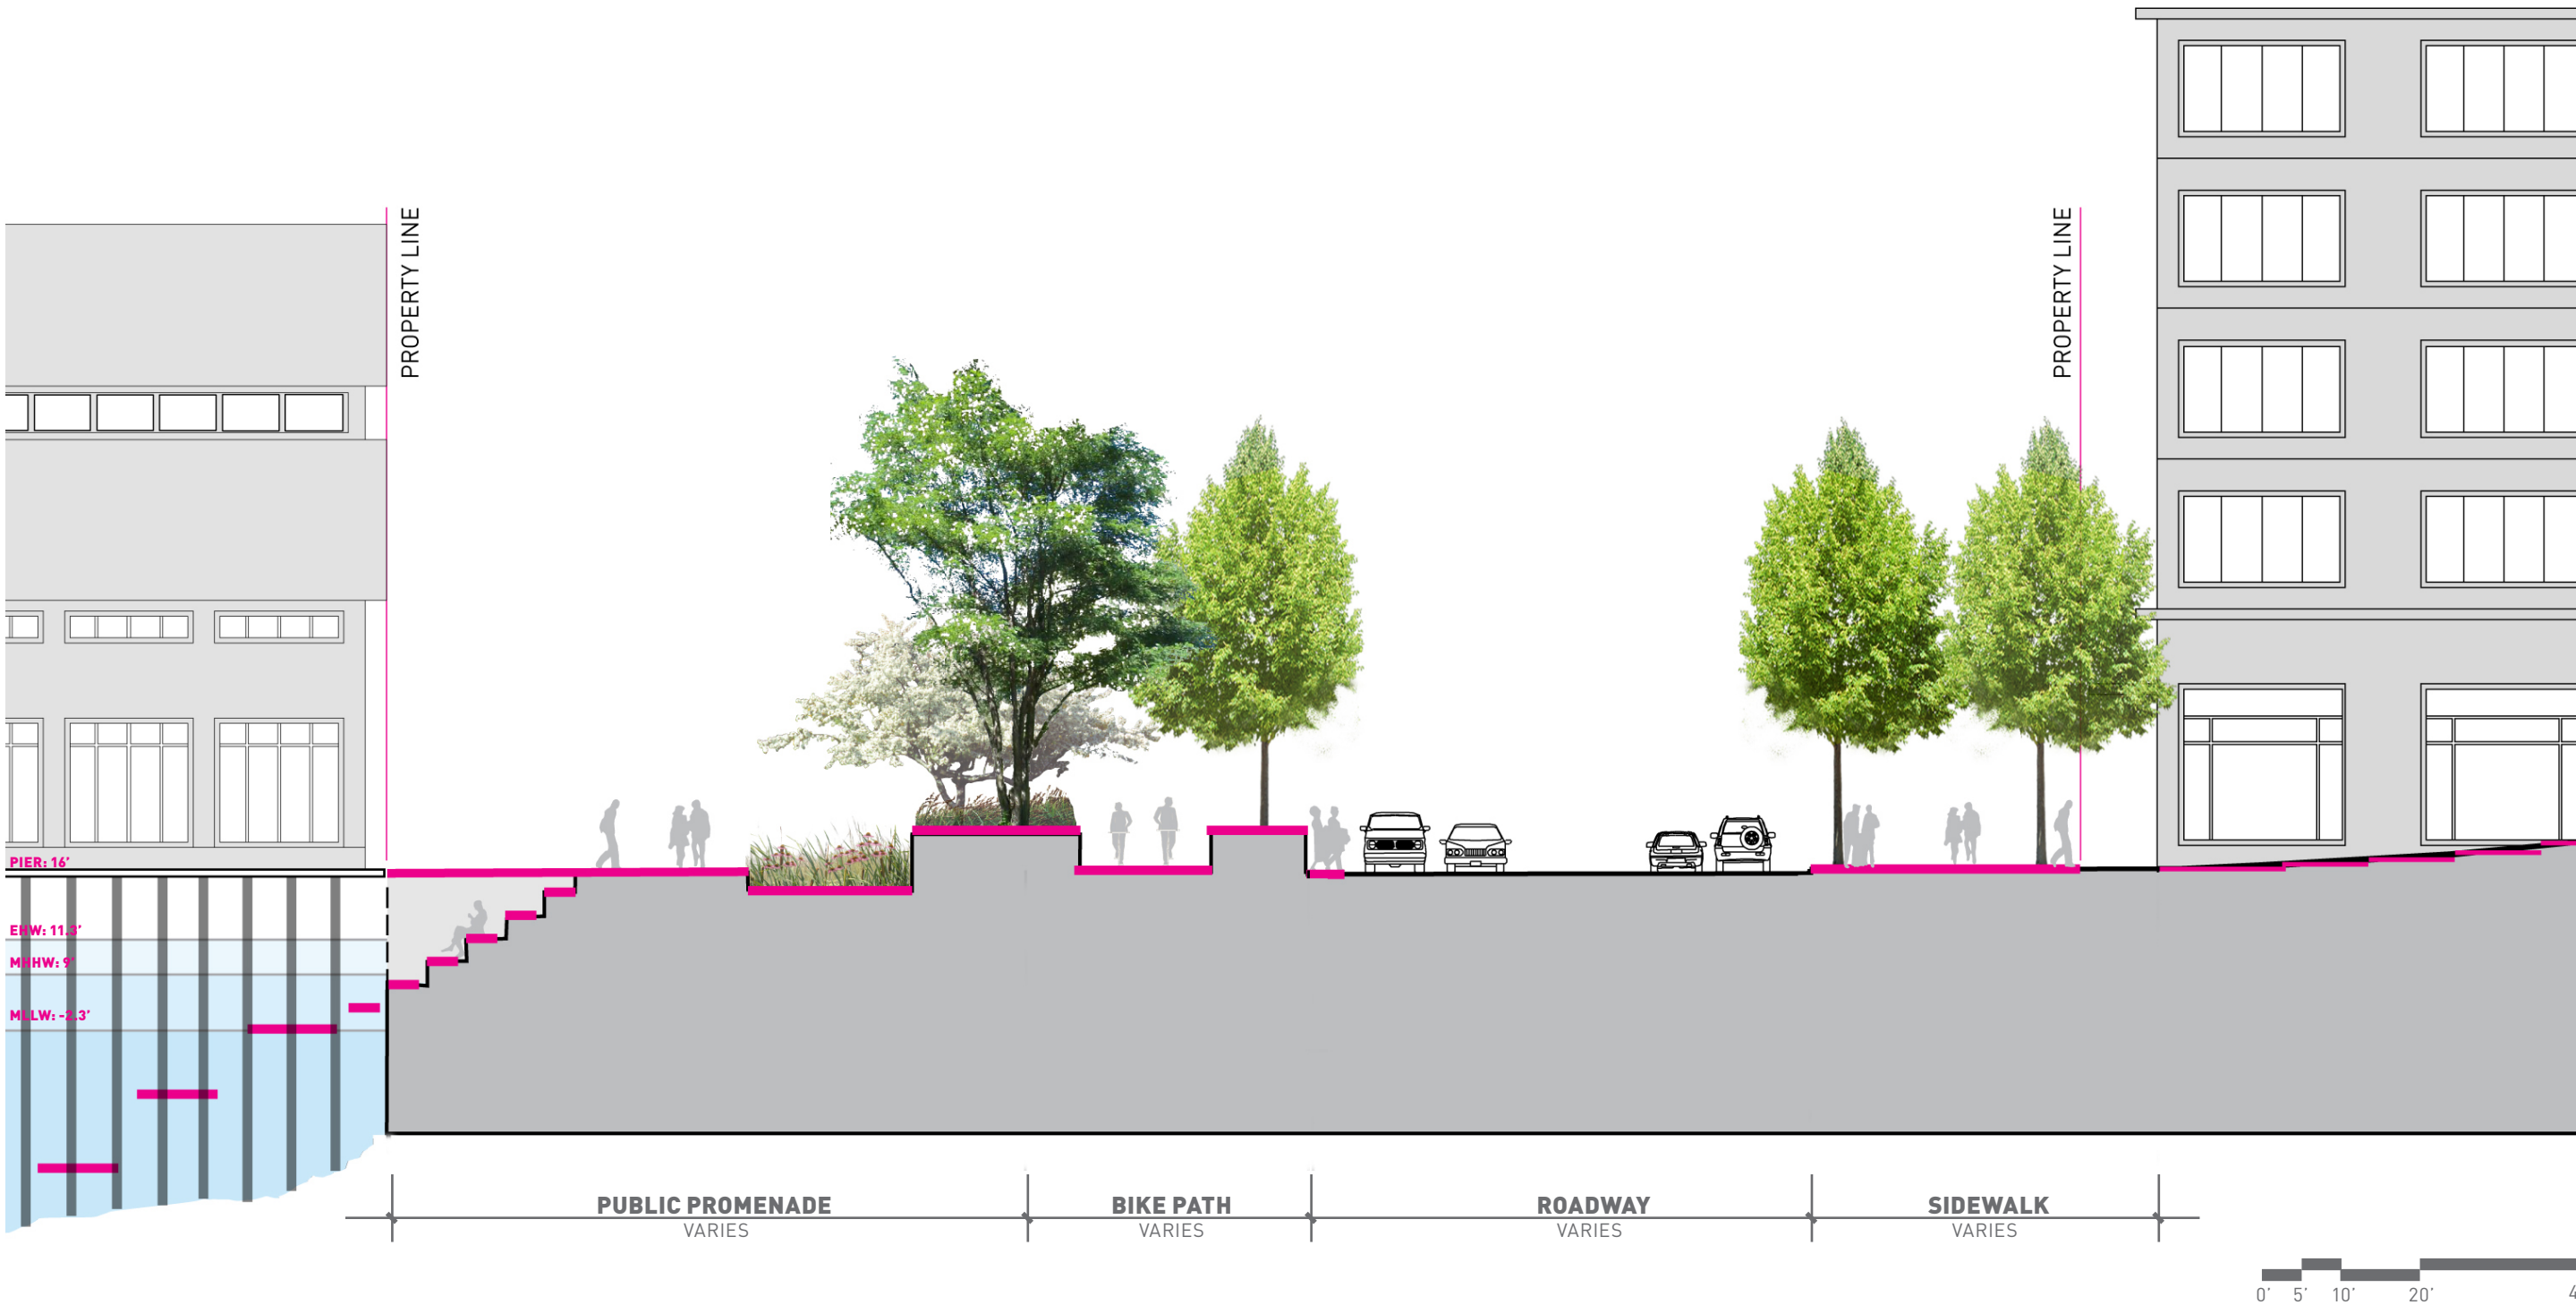 PROPERTY LINE
PROPERTY LINE
PIER: 16'
EHW: 11.3'
MHHW: 9'
MLLW: -2.3'
PUBLIC PROMENADE
VARIES
BIKE PATH
VARIES
ROADWAY
VARIES
SIDEWALK
VARIES
0' 5' 10' 20'